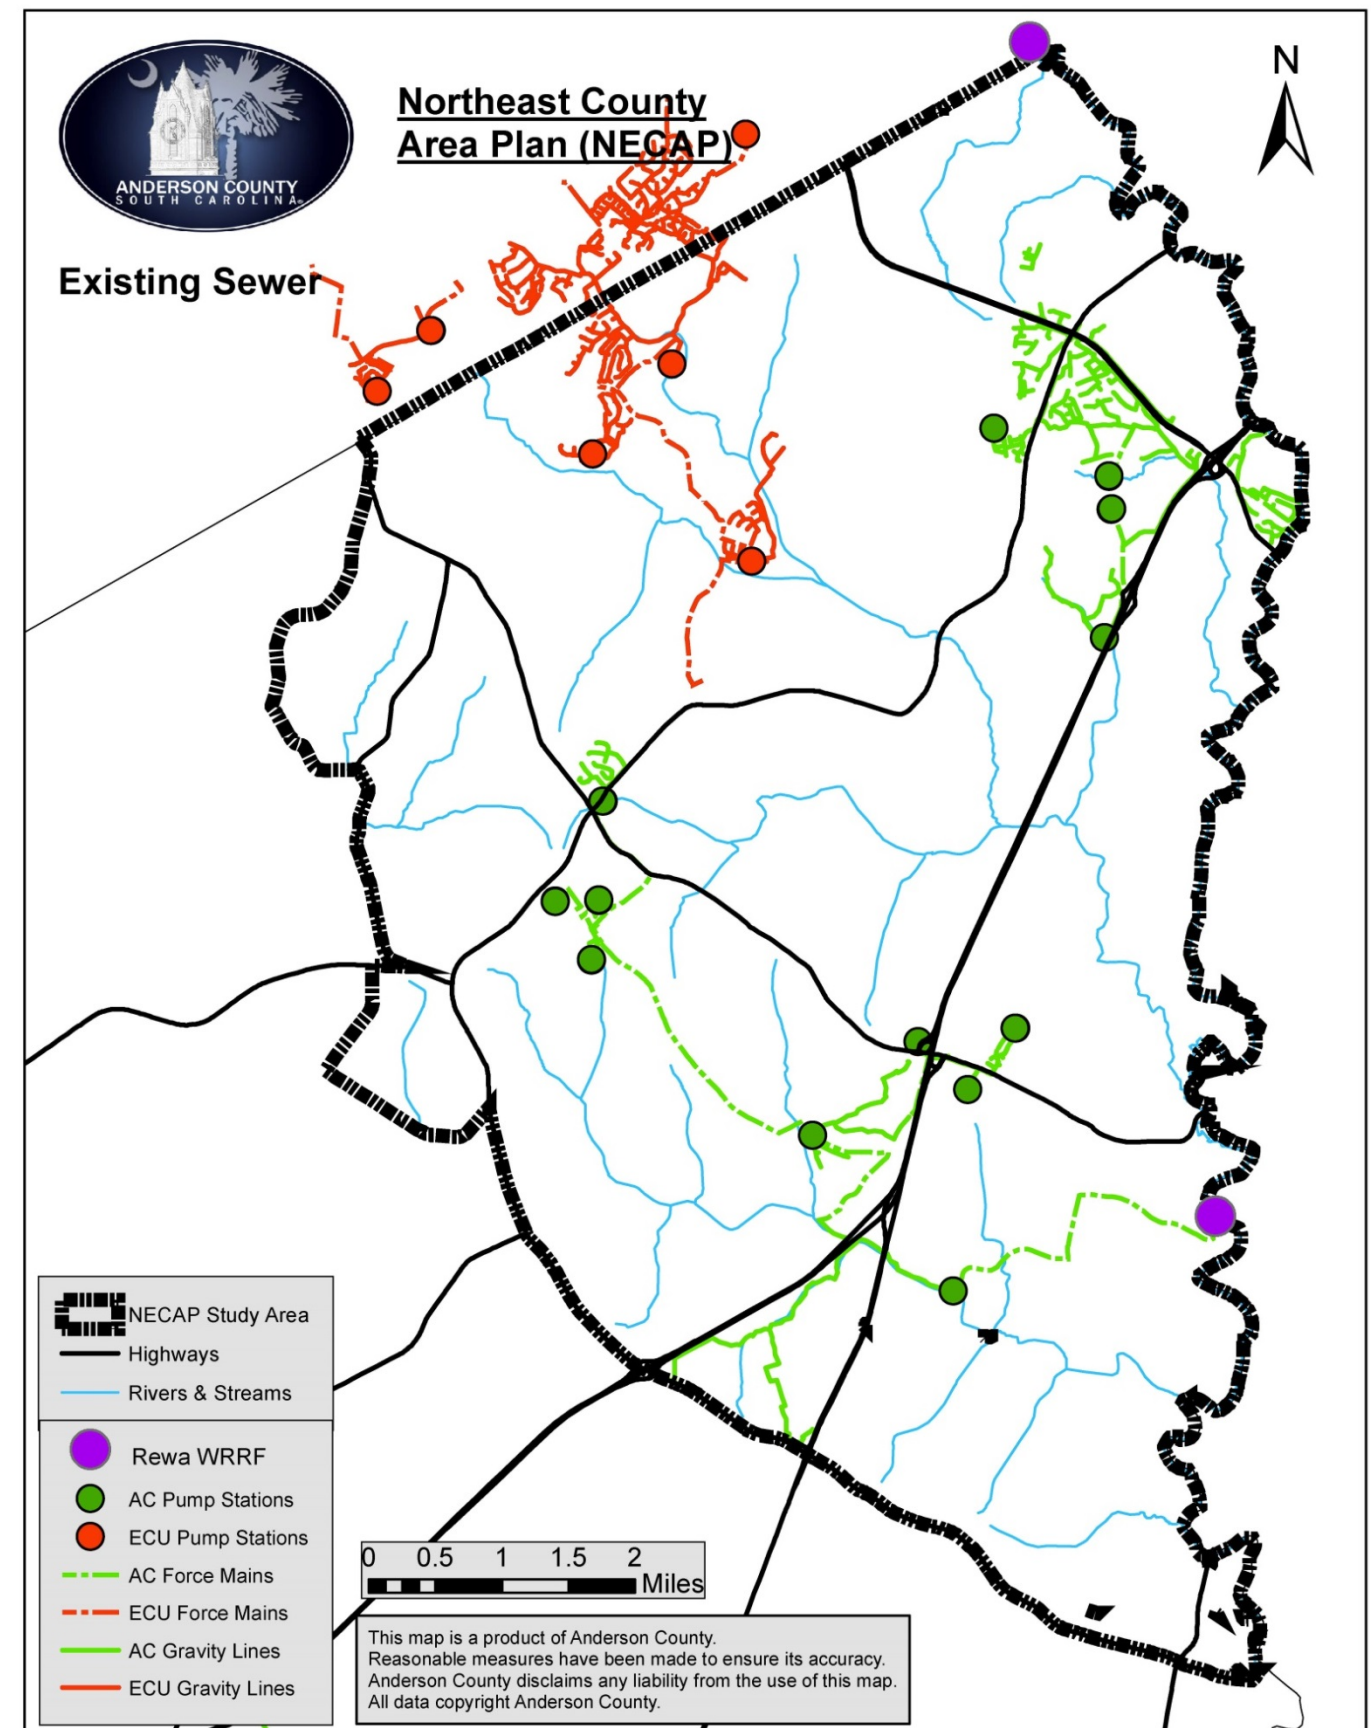 Northeast County
Area Plan (NECAP)
N
ANDERSON COUNTY
SOUTH CAROLINA
Existing Sewer
NECAP Study Area
Highways
Rivers & Streams
Rewa WRRF
AC Pump Stations
ECU Pump Stations
AC Force Mains
ECU Force Mains
AC Gravity Lines
ECU Gravity Lines
0 0.5 1 1.5 2
Miles
This map is a product of Anderson County.
Reasonable measures have been made to ensure its accuracy.
Anderson County disclaims any liability from the use of this map.
All data copyright Anderson County.